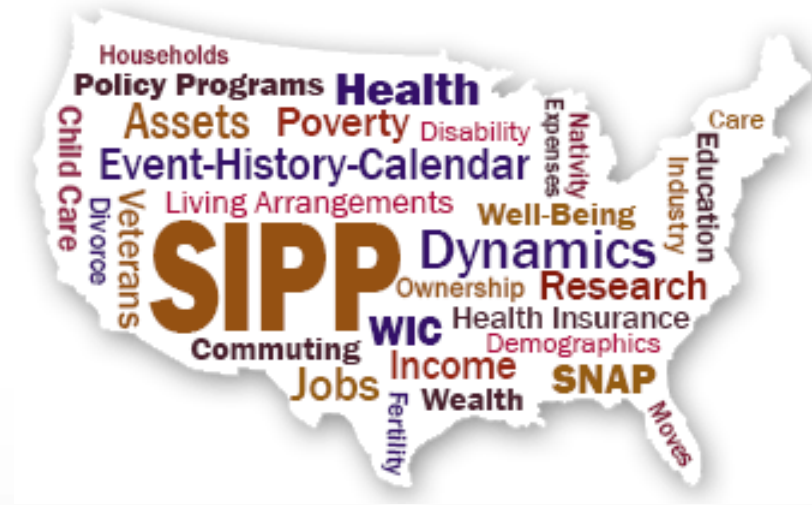 Households
Policy Programs
Health
Assets
Poverty
Disability
Expenses
Nativity
Care
Child Care
Event-History-Calendar
Education
Industry
Divorce
Veterans
Living Arrangements
Well-Being
SIPP
Dynamics
Ownership
Research
WIC
Health Insurance
Commuting
Demographics
Income
Jobs
SNAP
Fertility
Wealth
Moves